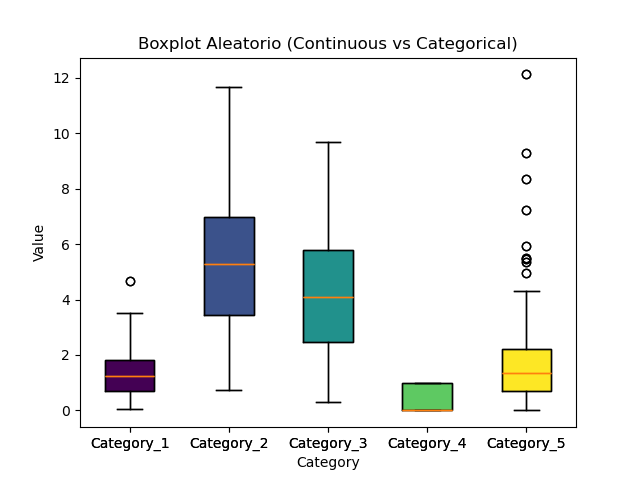 Boxplot Aleatorio (Continuous vs Categorical)
12
10
8
6
4
2
0
Value
Category_1 Category_2 Category_3 Category_4 Category_5
Category